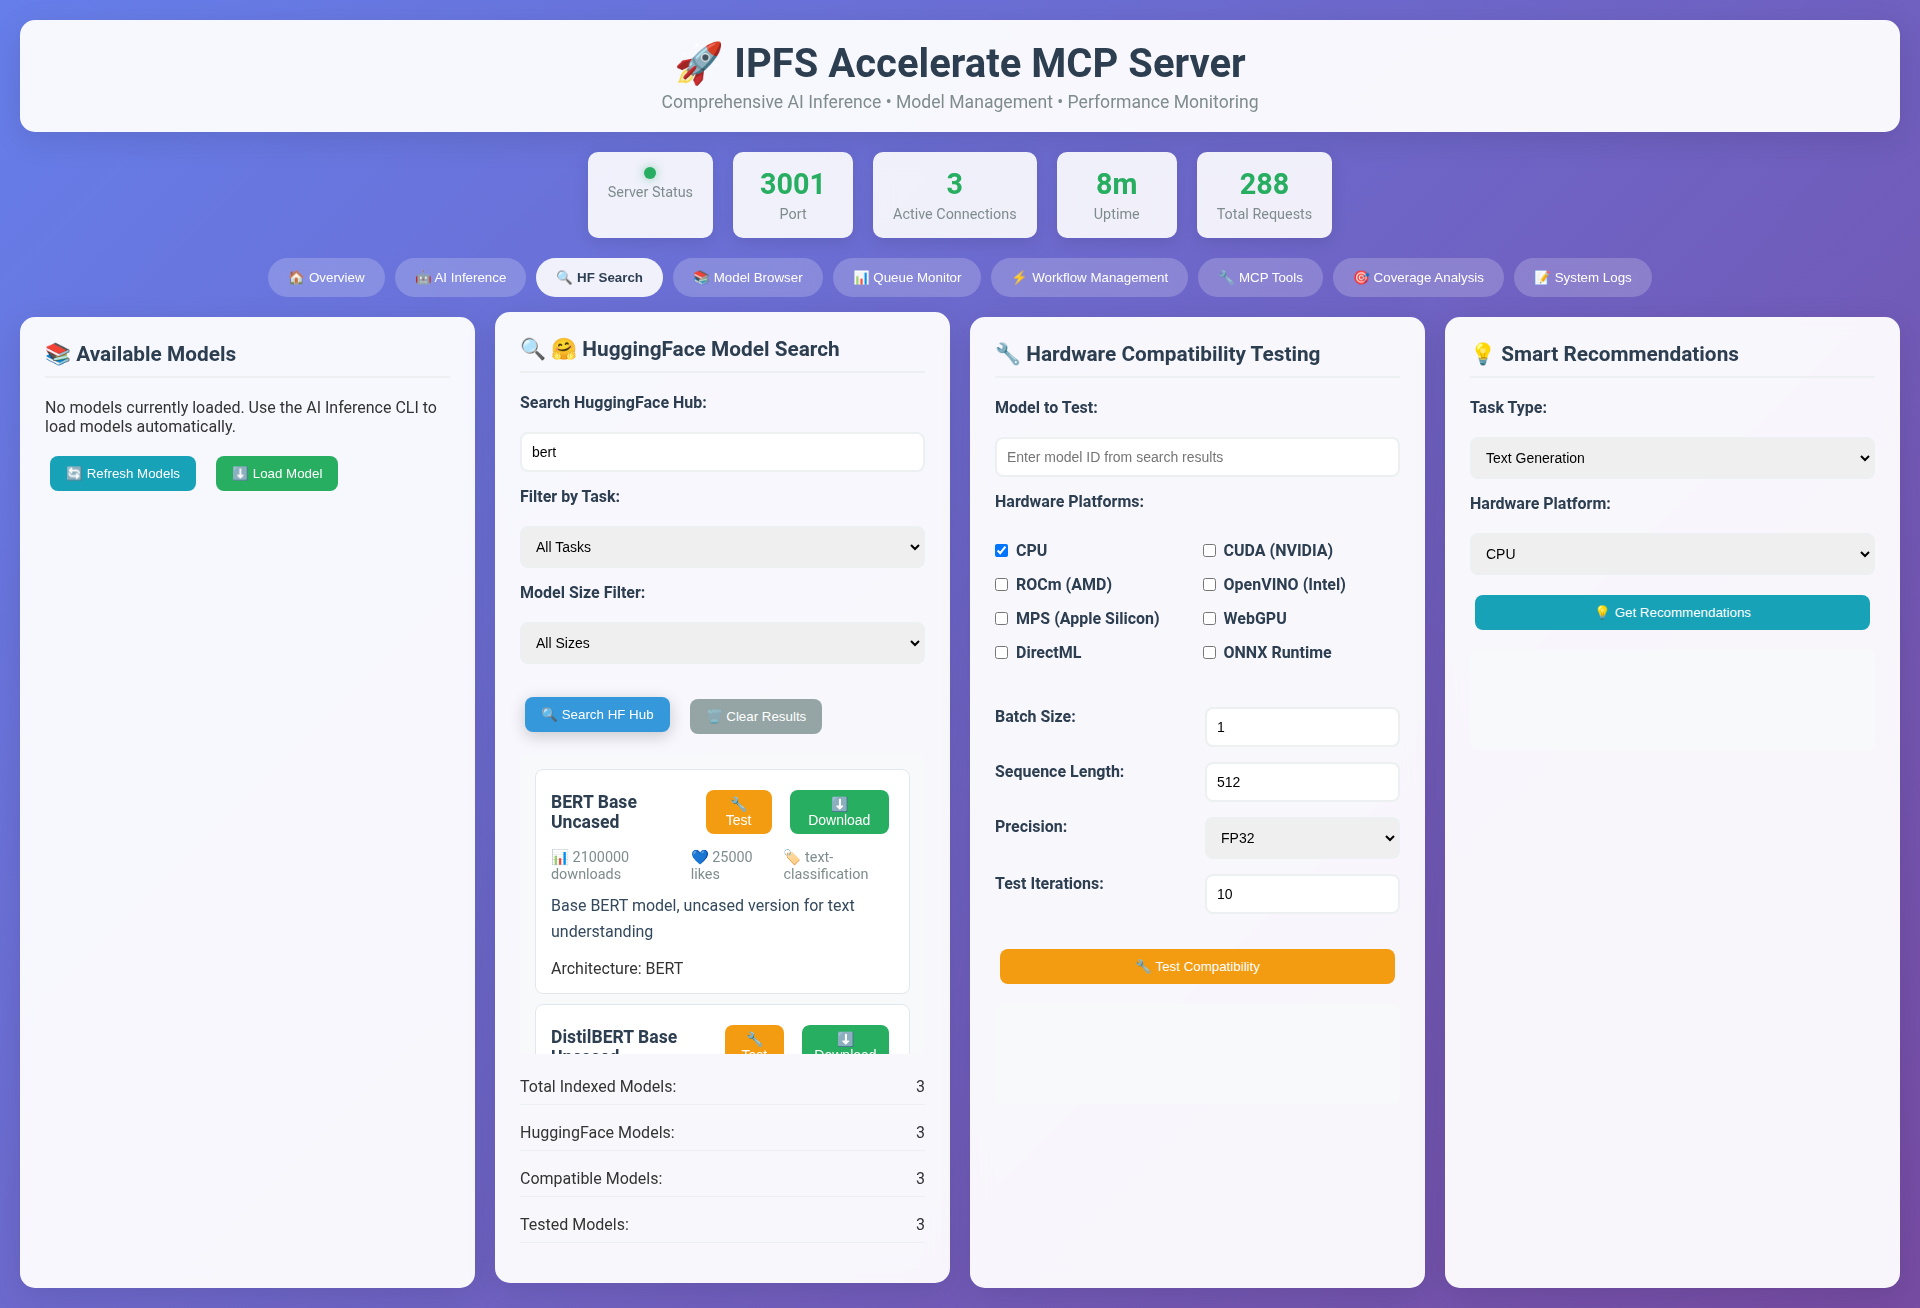 🚀 IPFS Accelerate MCP Server
Comprehensive AI Inference • Model Management • Performance Monitoring
Server Status
3001
Port
3
Active Connections
8m
Uptime
288
Total Requests
🏠 Overview
🤖 AI Inference
🔍 HF Search
📚 Model Browser
📊 Queue Monitor
⚡ Workflow Management
🔧 MCP Tools
🎯 Coverage Analysis
📝 System Logs
📚 Available Models
No models currently loaded. Use the AI Inference CLI to
load models automatically.
🔄 Refresh Models
⬇️ Load Model
🔍 🤗 HuggingFace Model Search
Search HuggingFace Hub:
bert
Filter by Task:
All Tasks
Model Size Filter:
All Sizes
🔍 Search HF Hub
🗑️ Clear Results
BERT Base
Uncased
🔧
Test
⬇️
Download
📊 2100000
downloads
💙 25000
likes
🏷️ text-
classification
Base BERT model, uncased version for text
understanding
Architecture: BERT
DistilBERT Base
Uncased
🔧
Test
⬇️
Download
Total Indexed Models: 3
HuggingFace Models: 3
Compatible Models: 3
Tested Models: 3
🔧 Hardware Compatibility Testing
Model to Test:
Enter model ID from search results
Hardware Platforms:
CPU
CUDA (NVIDIA)
ROCm (AMD)
OpenVINO (Intel)
MPS (Apple Silicon)
WebGPU
DirectML
ONNX Runtime
Batch Size: 1
Sequence Length: 512
Precision: FP32
Test Iterations: 10
🔧 Test Compatibility
💡 Smart Recommendations
Task Type:
Text Generation
Hardware Platform:
CPU
💡 Get Recommendations